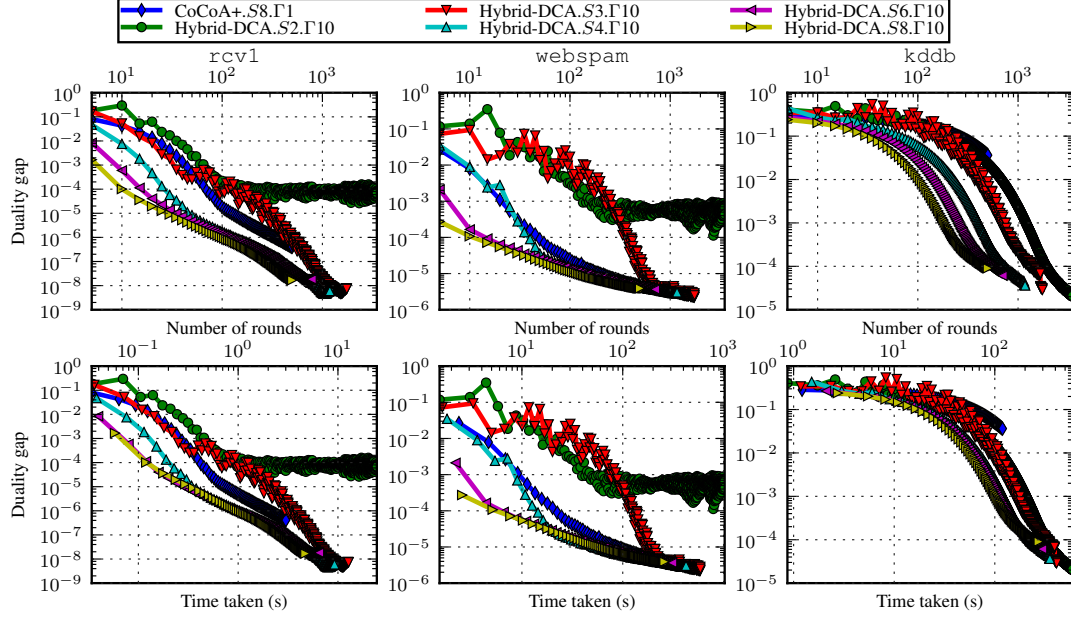 CoCoA+.S8.Γ1 Hybrid-DCA.S3.Γ10 Hybrid-DCA.S6.Γ10
Hybrid-DCA.S2.Γ10 Hybrid-DCA.S4.Γ10 Hybrid-DCA.S8.Γ10
rcv1 webspam kddb
10^1 10^2 10^3 10^1 10^2 10^3 10^1 10^2 10^3
10^0 10^0 10^0
10^-1 10^-1 10^-1
10^-2 10^-2 10^-2
10^-3 10^-3 10^-3
10^-4 10^-4 10^-4
10^-5 10^-5 10^-5
10^-6 10^-6
10^-7
10^-8
10^-9
Duality gap
Number of rounds Number of rounds Number of rounds
10^-1 10^0 10^1 10^1 10^2 10^3 10^0 10^1 10^2
10^0 10^0 10^0
10^-1 10^-1 10^-1
10^-2 10^-2 10^-2
10^-3 10^-3 10^-3
10^-4 10^-4 10^-4
10^-5 10^-5 10^-5
10^-6 10^-6
10^-7
10^-8
10^-9
Duality gap
Time taken (s) Time taken (s) Time taken (s)